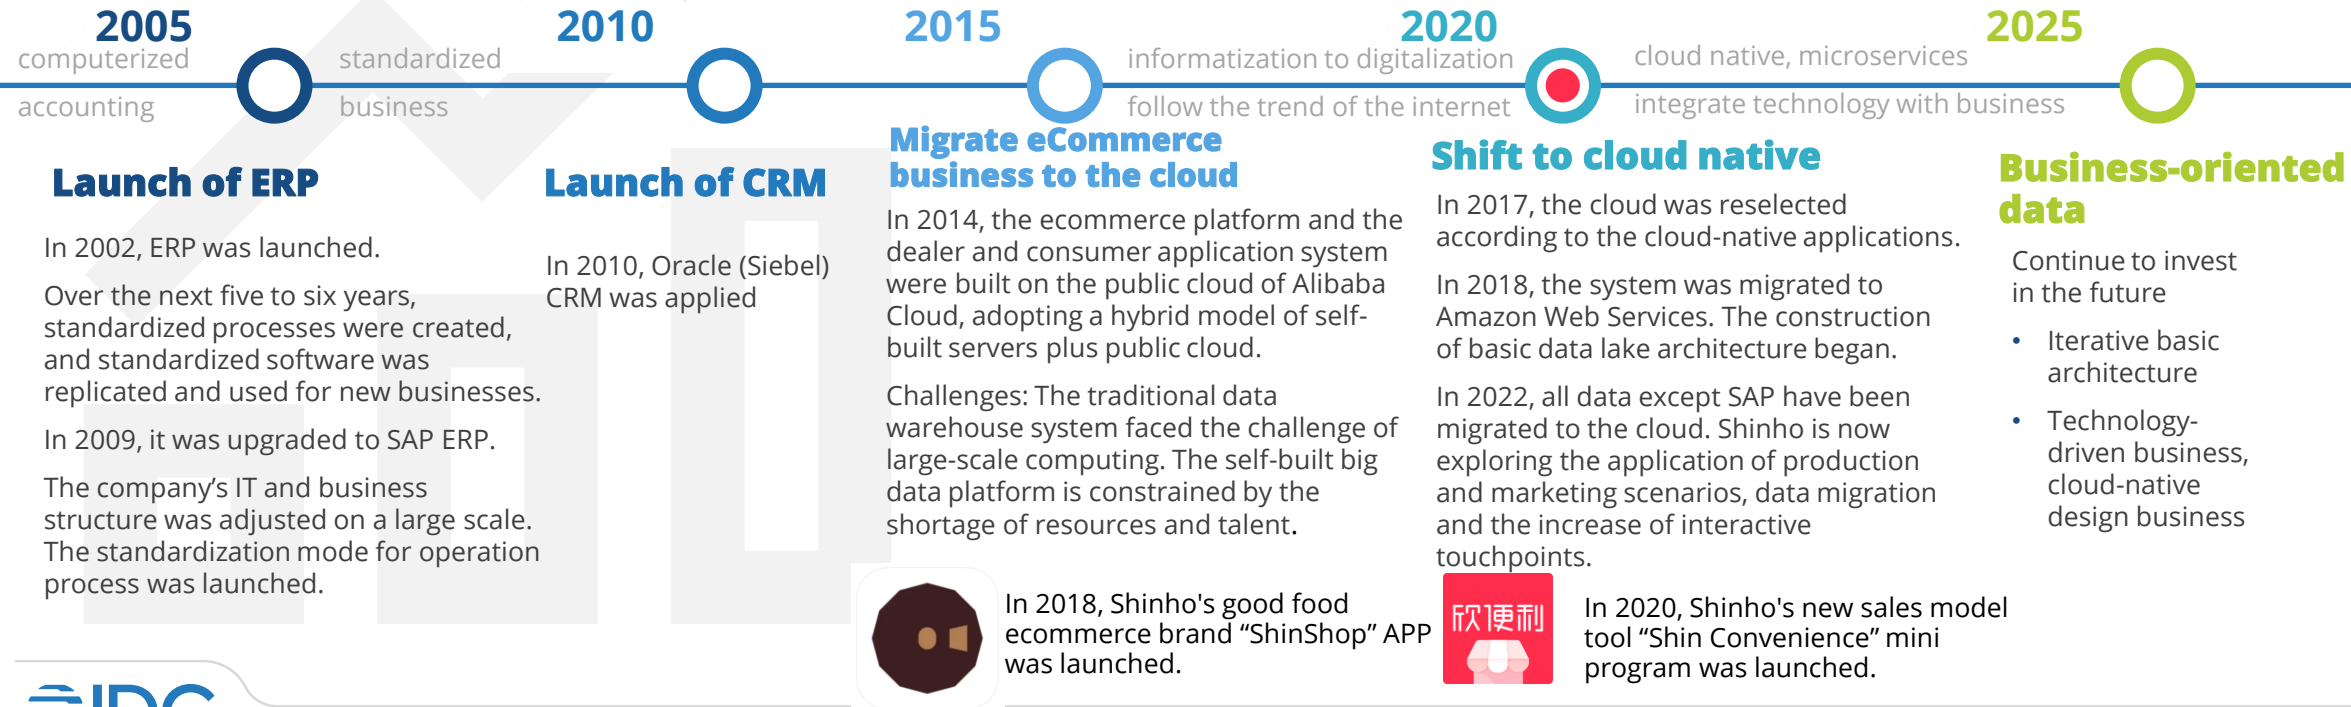 2005
computerized
accounting
standardized
business
2010
2015
informatization to digitalization
follow the trend of the internet
2020
cloud native, microservices
integrate technology with business
2025
Launch of ERP
In 2002, ERP was launched.
Over the next five to six years,
standardized processes were created,
and standardized software was
replicated and used for new businesses.
In 2009, it was upgraded to SAP ERP.
The company’s IT and business
structure was adjusted on a large scale.
The standardization mode for operation
process was launched.
Launch of CRM
In 2010, Oracle (Siebel)
CRM was applied
Migrate eCommerce
business to the cloud
In 2014, the ecommerce platform and the
dealer and consumer application system
were built on the public cloud of Alibaba
Cloud, adopting a hybrid model of self-
built servers plus public cloud.
Challenges: The traditional data
warehouse system faced the challenge of
large-scale computing. The self-built big
data platform is constrained by the
shortage of resources and talent.
In 2018, Shinho's good food
ecommerce brand “ShinShop” APP
was launched.
Shift to cloud native
In 2017, the cloud was reselected
according to the cloud-native applications.
In 2018, the system was migrated to
Amazon Web Services. The construction
of basic data lake architecture began.
In 2022, all data except SAP have been
migrated to the cloud. Shinho is now
exploring the application of production
and marketing scenarios, data migration
and the increase of interactive
touchpoints.
欣便利
In 2020, Shinho's new sales model
tool “Shin Convenience” mini
program was launched.
Business-oriented
data
Continue to invest
in the future
• Iterative basic
architecture
• Technology-
driven business,
cloud-native
design business
IDC